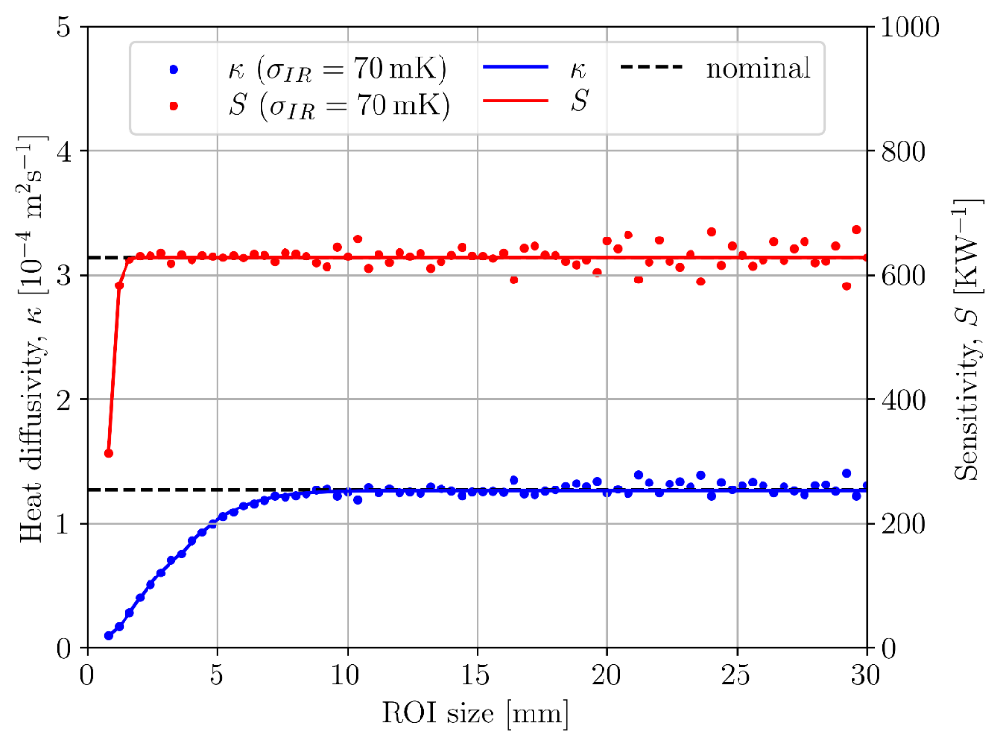 κ (σ_IR = 70 mK)
S (σ_IR = 70 mK)
κ
S
nominal
Heat diffusivity, κ [10⁻⁴ m²s⁻¹]
5
4
3
2
1
0
1000
800
600
400
200
0
Sensitivity, S [KW⁻¹]
0 5 10 15 20 25 30
ROI size [mm]